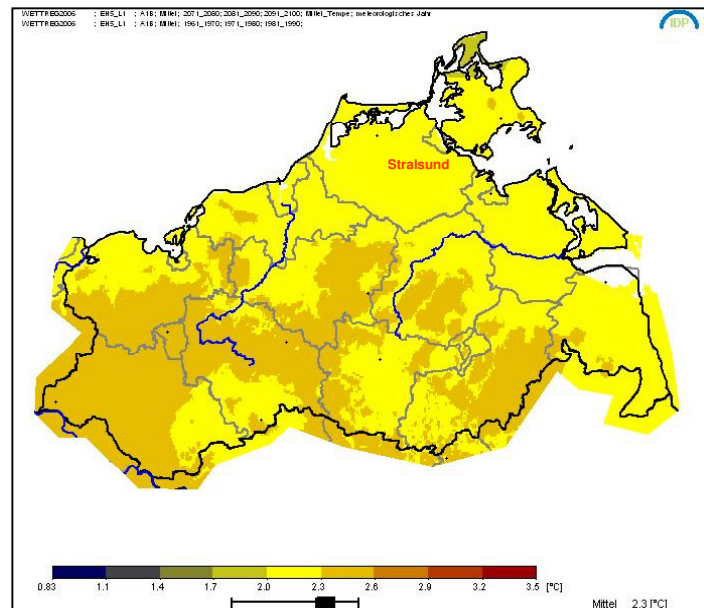 WETTREG2006 : EH5_L1 : A1B; Mittel; 2071_2080; 2081_2090; 2091_2100; Mittel_Tempe; meteorologisches Jahr
WETTREG2006 : EH5_L1 : A1B; Mittel; 1961_1970; 1971_1980; 1981_1990;
IDP
Stralsund
0.83 1.1 1.4 1.7 2.0 2.3 2.6 2.9 3.2 3.5 [°C]
Mittel 2.3 [°C]